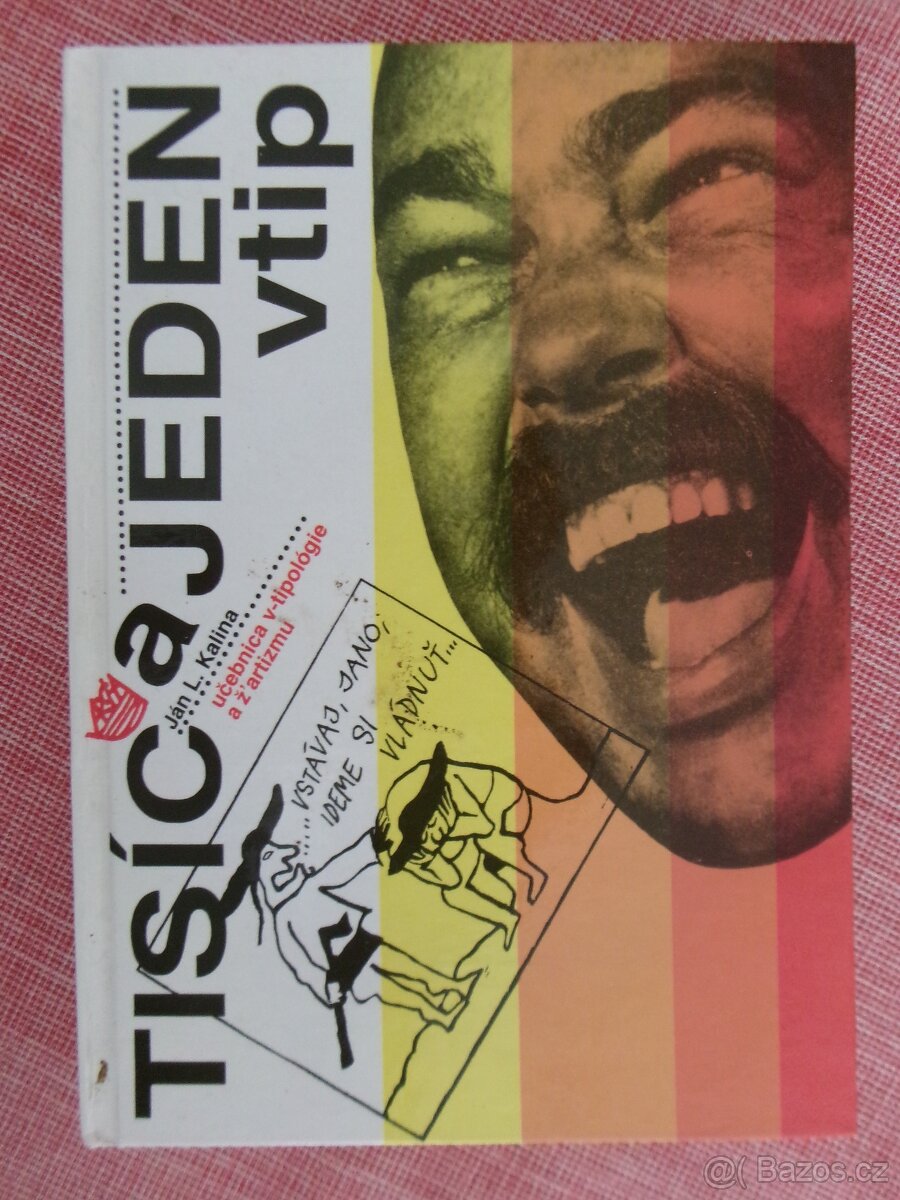 TISÍC a JEDEN
vtip
Ján L. Kalina
učebnica v-tipológie
a ž'artizmu
...VSTÁVAJ, JANO,
IDEME SI
VLÁDNUŤ...
@( Bazos.cz